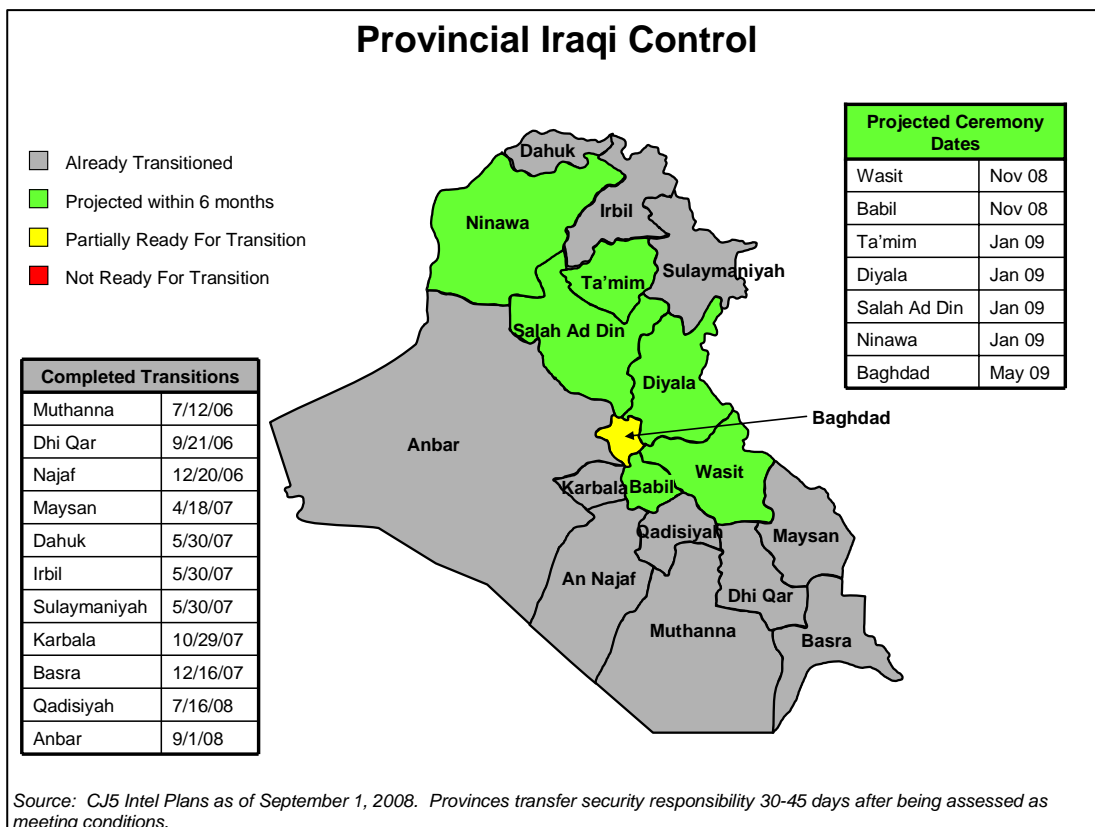 Provincial Iraqi Control
Already Transitioned
Projected within 6 months
Partially Ready For Transition
Not Ready For Transition
Projected Ceremony
Dates
Wasit Nov 08
Babil Nov 08
Ta’mim Jan 09
Diyala Jan 09
Salah Ad Din Jan 09
Ninawa Jan 09
Baghdad May 09
Dahuk
Ninawa
Irbil
Sulaymaniyah
Ta’mim
Salah Ad Din
Diyala
Baghdad
Anbar
Wasit
Karbala
Babil
Qadisiyah
Maysan
An Najaf
Dhi Qar
Muthanna
Basra
Completed Transitions
Muthanna 7/12/06
Dhi Qar 9/21/06
Najaf 12/20/06
Maysan 4/18/07
Dahuk 5/30/07
Irbil 5/30/07
Sulaymaniyah 5/30/07
Karbala 10/29/07
Basra 12/16/07
Qadisiyah 7/16/08
Anbar 9/1/08
Source: CJ5 Intel Plans as of September 1, 2008. Provinces transfer security responsibility 30-45 days after being assessed as
meeting conditions.